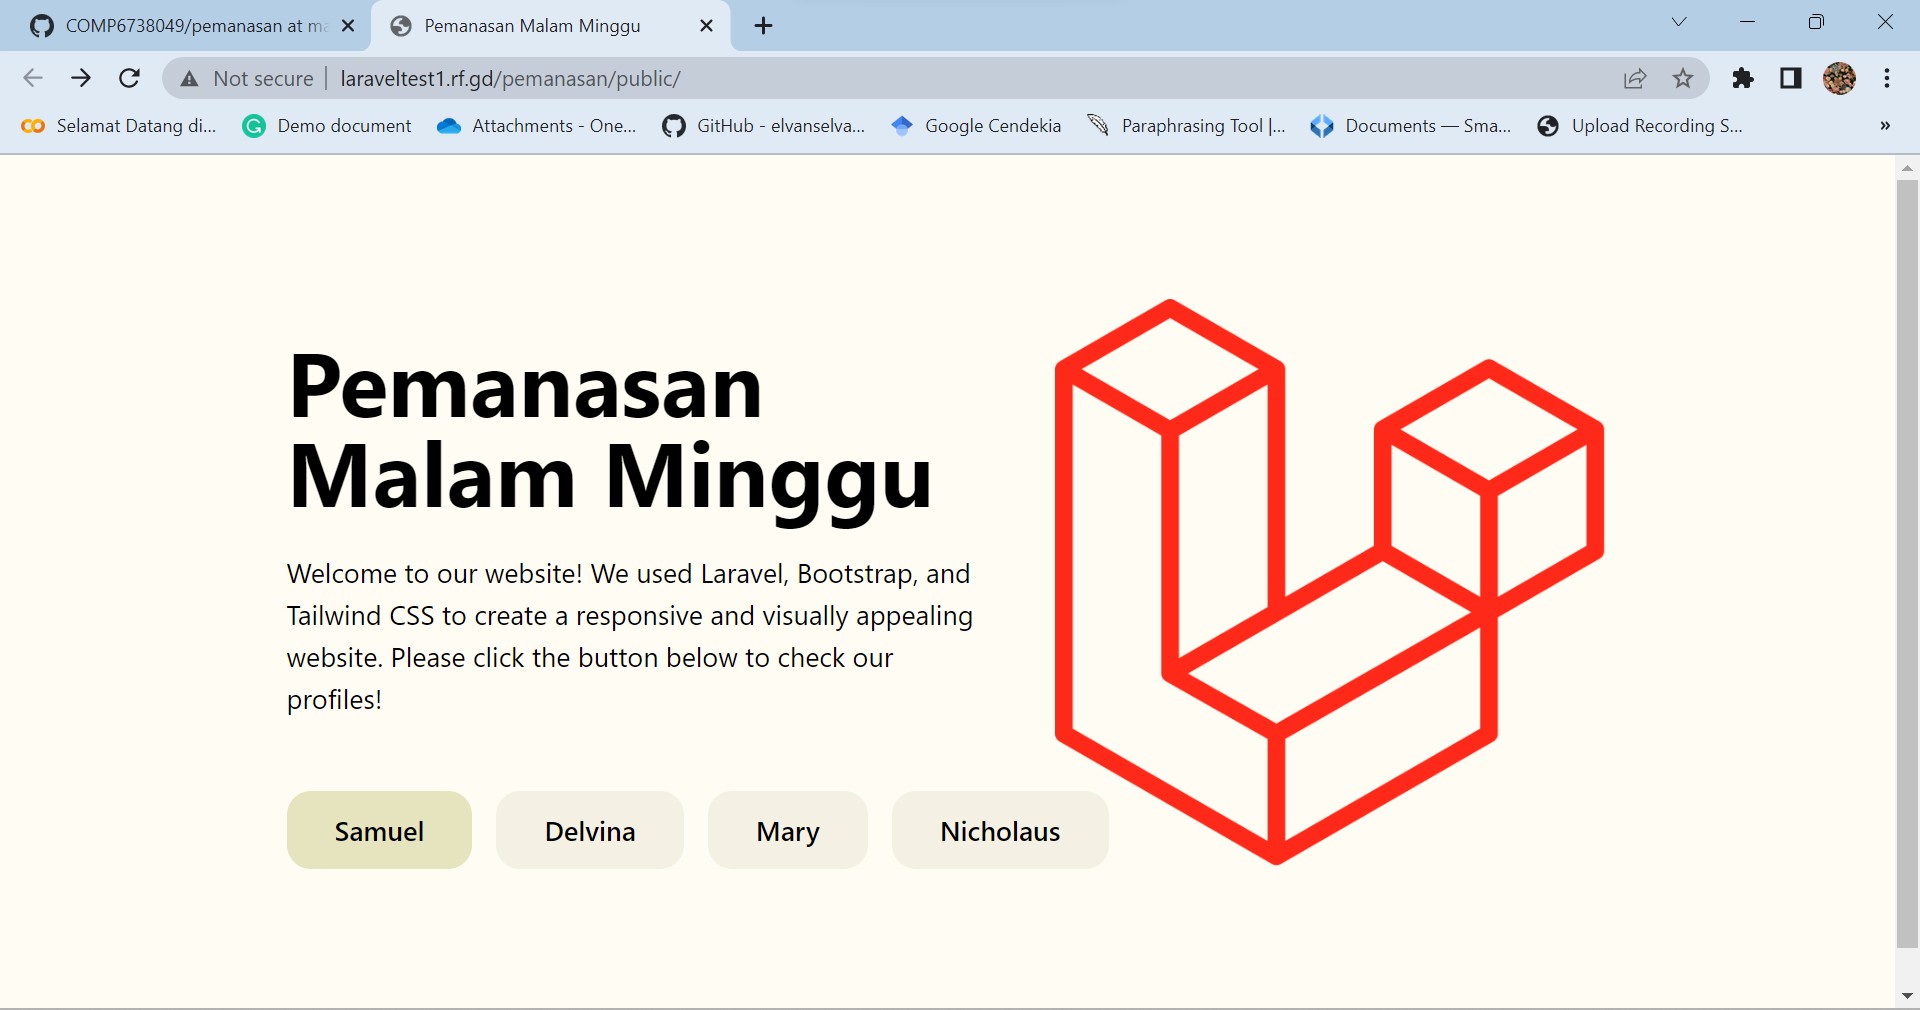 COMP6738049/pemanasan at ma
Pemanasan Malam Minggu
Not secure
laraveltest1.rf.gd/pemanasan/public/
Selamat Datang di...
Demo document
Attachments - One...
GitHub - elvanselva...
Google Cendekia
Paraphrasing Tool |...
Documents — Sma...
Upload Recording S...
»
Pemanasan
Malam Minggu
Welcome to our website! We used Laravel, Bootstrap, and
Tailwind CSS to create a responsive and visually appealing
website. Please click the button below to check our
profiles!
Samuel
Delvina
Mary
Nicholaus